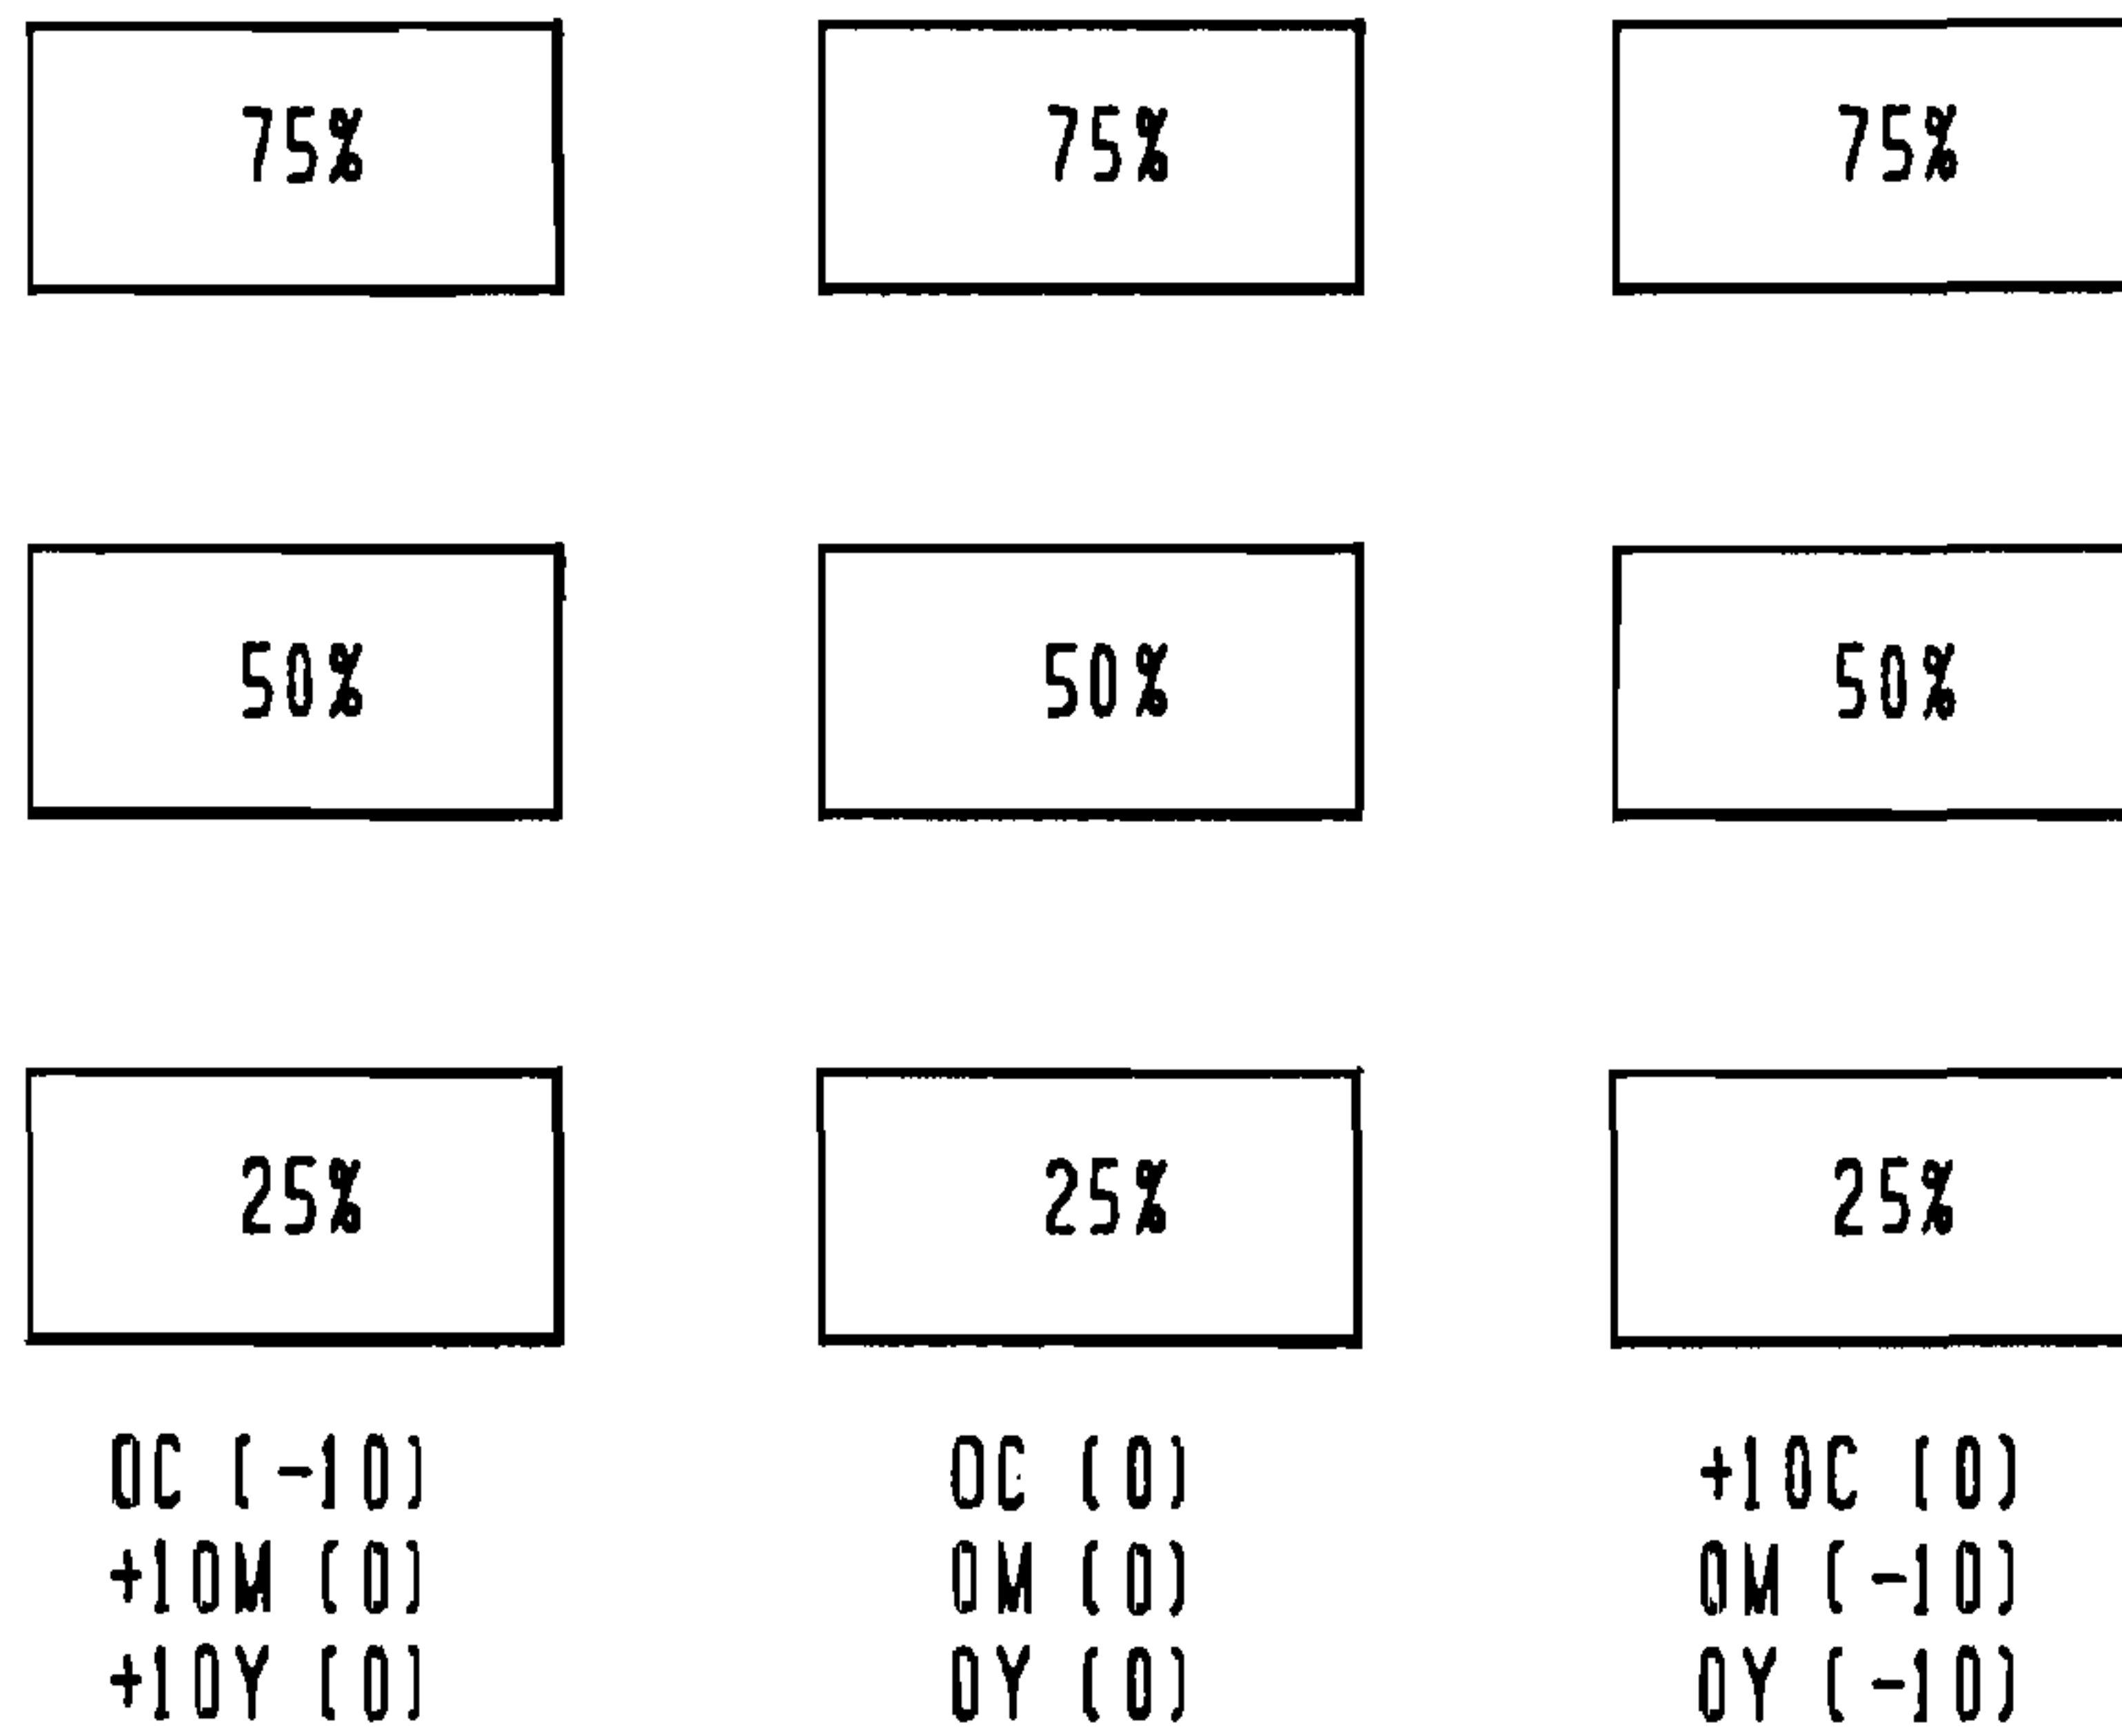 75% 75% 75%
50% 50% 50%
25% 25% 25%
0C (-10) 0C (0) +10C (0)
+10M (0) 0M (0) 0M (-10)
+10Y (0) 0Y (0) 0Y (-10)